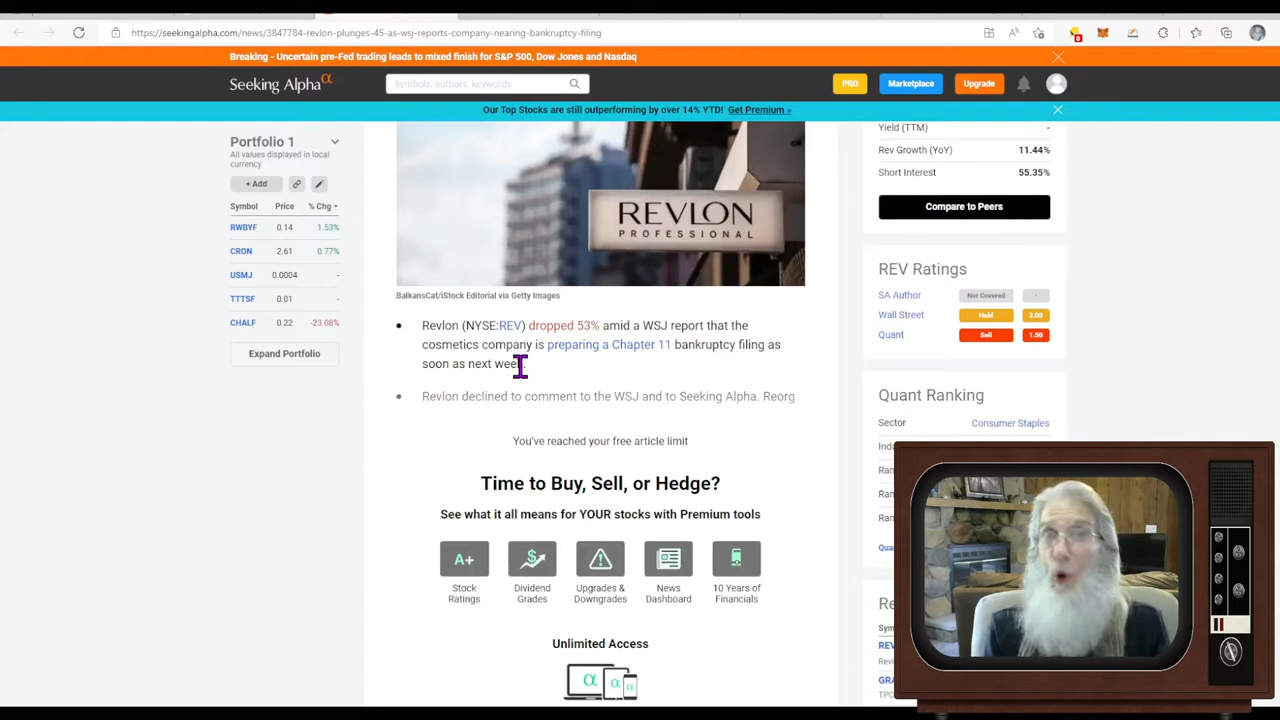 https://seekingalpha.com/news/3847784-revlon-plunges-45-as-wsj-reports-company-nearing-bankruptcy-filing
Breaking - Uncertain pre-Fed trading leads to mixed finish for S&P 500, Dow Jones and Nasdaq
Seeking Alpha α
Symbols, authors, keywords
PRO
Marketplace
Upgrade
Our Top Stocks are still outperforming by over 14% YTD! Get Premium »
Portfolio 1
All values displayed in local
currency
+ Add
Symbol Price % Chg
RWBYF 0.14 1.53%
CRON 2.61 0.77%
USMJ 0.0004 -
TTTSF 0.01 -
CHALF 0.22 -23.08%
Expand Portfolio
REVLON
PROFESSIONAL
BalkansCat/iStock Editorial via Getty Images
• Revlon (NYSE:REV) dropped 53% amid a WSJ report that the
cosmetics company is preparing a Chapter 11 bankruptcy filing as
soon as next week.
• Revlon declined to comment to the WSJ and to Seeking Alpha. Reorg
You've reached your free article limit
Time to Buy, Sell, or Hedge?
See what it all means for YOUR stocks with Premium tools
A+
Stock
Ratings
Dividend
Grades
Upgrades &
Downgrades
News
Dashboard
10 Years of
Financials
Unlimited Access
α α α
Yield (TTM) -
Rev Growth (YoY) 11.44%
Short Interest 55.35%
Compare to Peers
REV Ratings
SA Author Not Covered -
Wall Street Hold 3.00
Quant Sell 1.50
Quant Ranking
Sector Consumer Staples